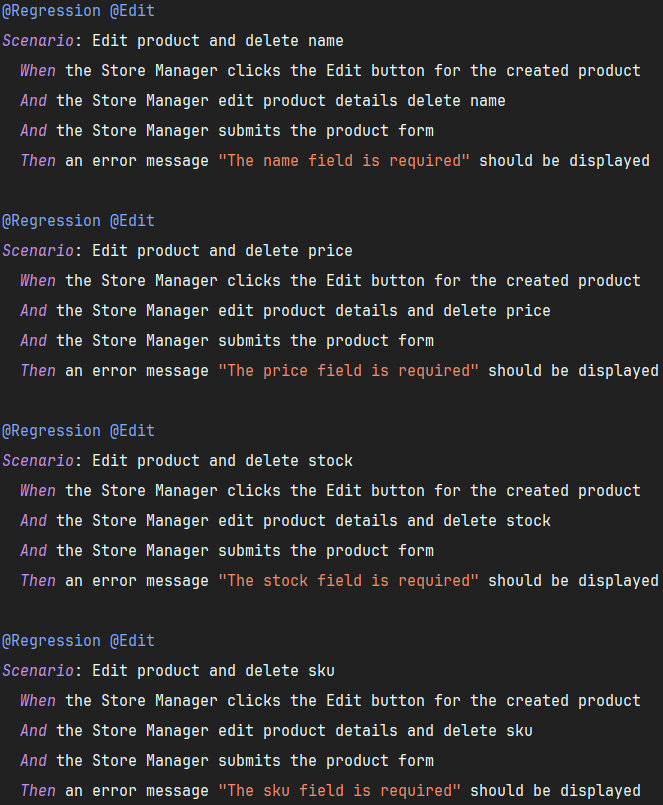 @Regression @Edit
Scenario: Edit product and delete name
When the Store Manager clicks the Edit button for the created product
And the Store Manager edit product details delete name
And the Store Manager submits the product form
Then an error message "The name field is required" should be displayed
@Regression @Edit
Scenario: Edit product and delete price
When the Store Manager clicks the Edit button for the created product
And the Store Manager edit product details and delete price
And the Store Manager submits the product form
Then an error message "The price field is required" should be displayed
@Regression @Edit
Scenario: Edit product and delete stock
When the Store Manager clicks the Edit button for the created product
And the Store Manager edit product details and delete stock
And the Store Manager submits the product form
Then an error message "The stock field is required" should be displayed
@Regression @Edit
Scenario: Edit product and delete sku
When the Store Manager clicks the Edit button for the created product
And the Store Manager edit product details and delete sku
And the Store Manager submits the product form
Then an error message "The sku field is required" should be displayed